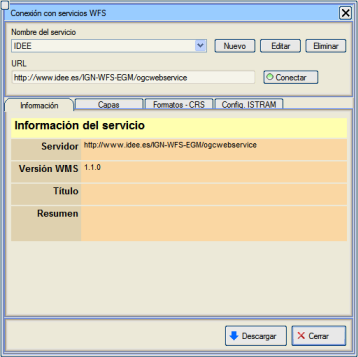 Conexión con servicios WFS
Nombre del servicio
IDEE
Nuevo
Editar
Eliminar
URL
http://www.idee.es/IGN-WFS-EGM/ogcwebservice
Conectar
Información
Capas
Formatos - CRS
Config. ISTRAM
Información del servicio
Servidor http://www.idee.es/IGN-WFS-EGM/ogcwebservice
Versión WMS 1.1.0
Título
Resumen
Descargar
Cerrar